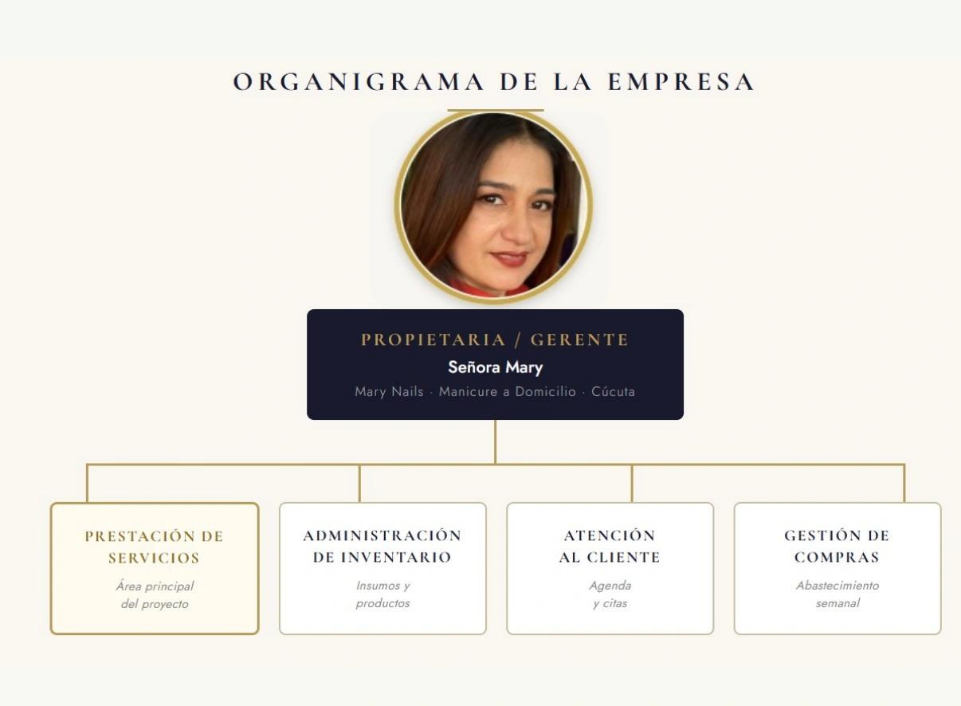 ORGANIGRAMA DE LA EMPRESA
PROPIETARIA / GERENTE
Señora Mary
Mary Nails · Manicure a Domicilio · Cúcuta
PRESTACIÓN DE
SERVICIOS
Área principal
del proyecto
ADMINISTRACIÓN
DE INVENTARIO
Insumos y
productos
ATENCIÓN
AL CLIENTE
Agenda
y citas
GESTIÓN DE
COMPRAS
Abastecimiento
semanal